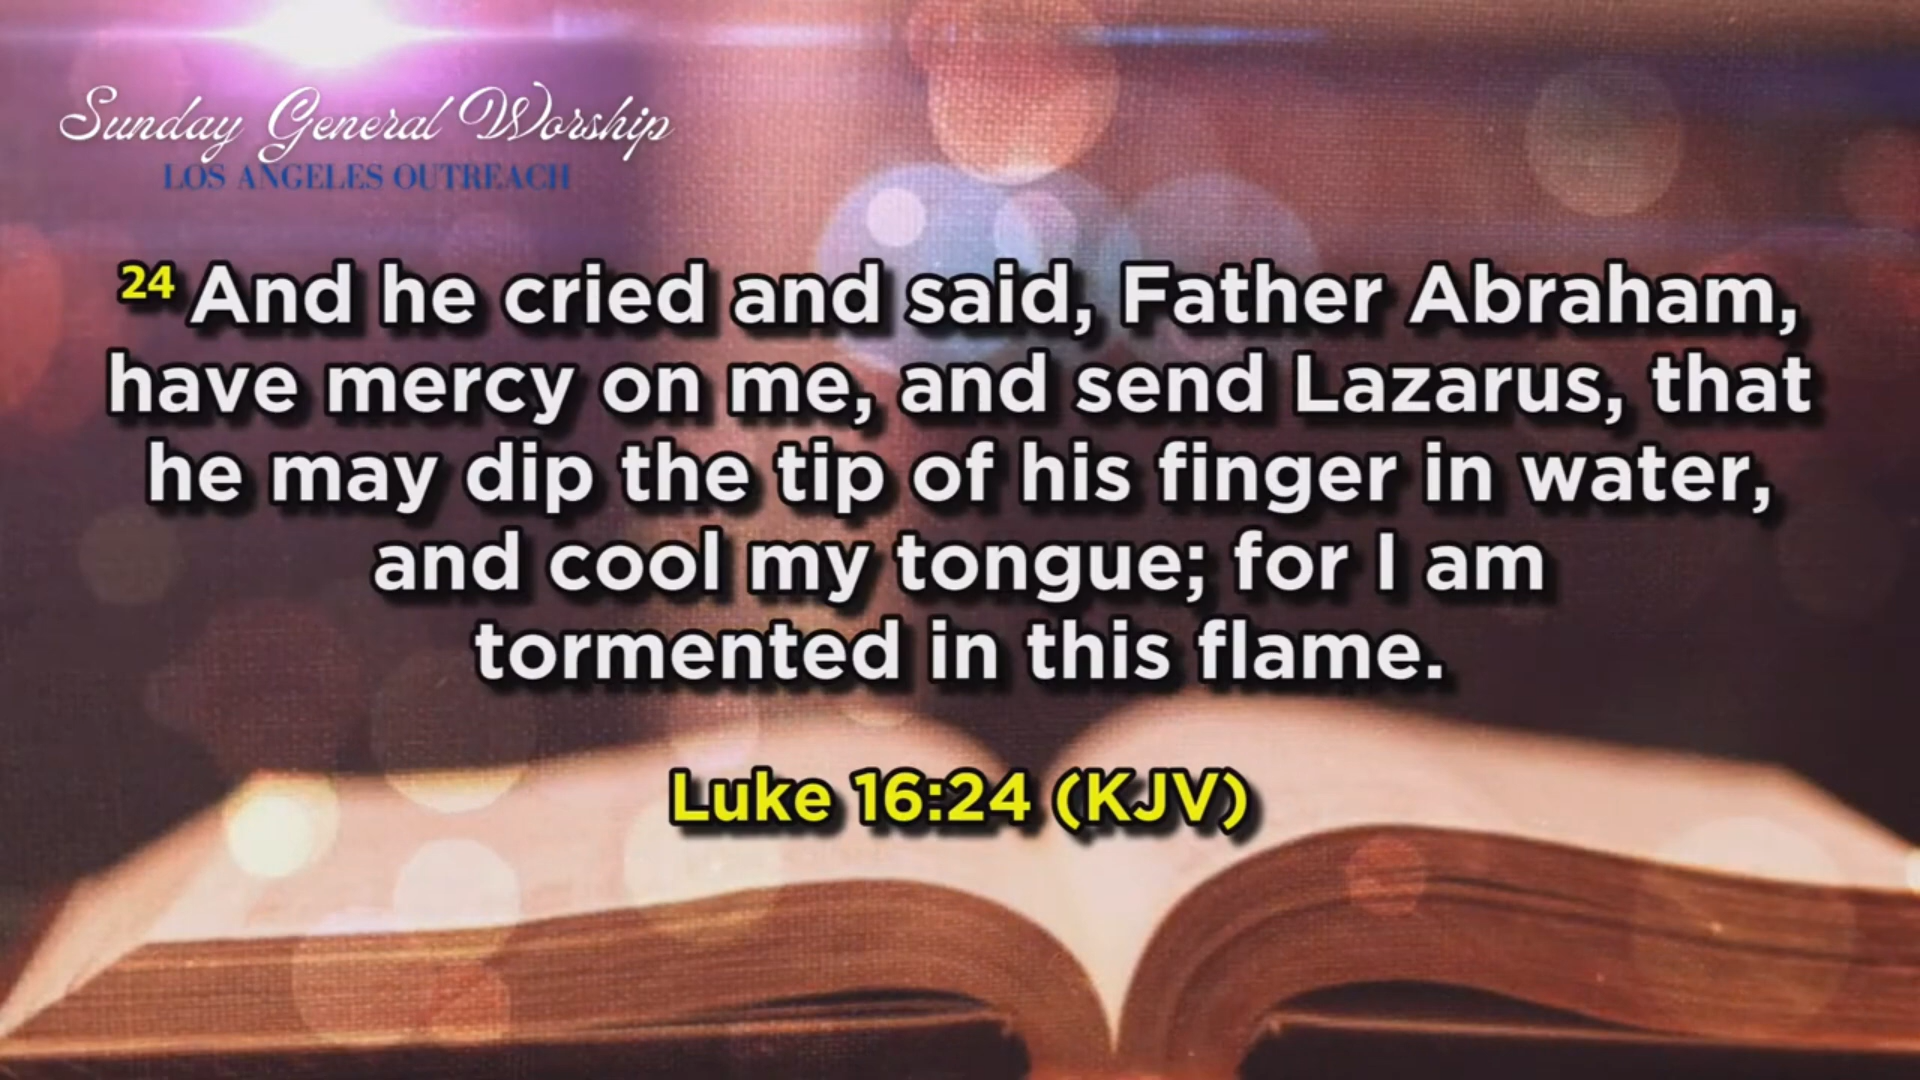 Sunday General Worship
LOS ANGELES OUTREACH
24 And he cried and said, Father Abraham,
have mercy on me, and send Lazarus, that
he may dip the tip of his finger in water,
and cool my tongue; for I am
tormented in this flame.
Luke 16:24 (KJV)